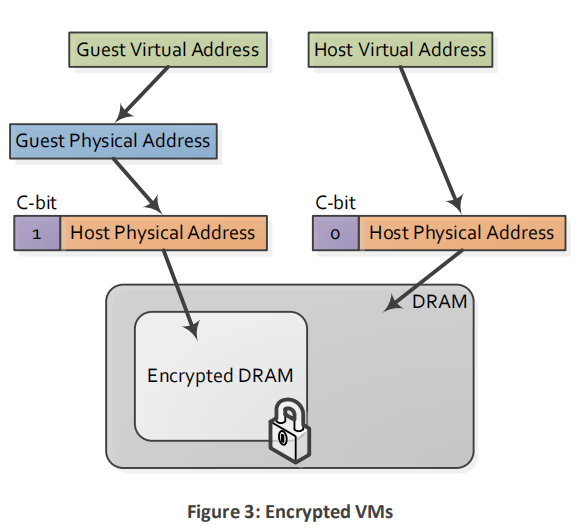 Guest Virtual Address
Host Virtual Address
Guest Physical Address
C-bit
C-bit
1
Host Physical Address
0
Host Physical Address
DRAM
Encrypted DRAM
Figure 3: Encrypted VMs